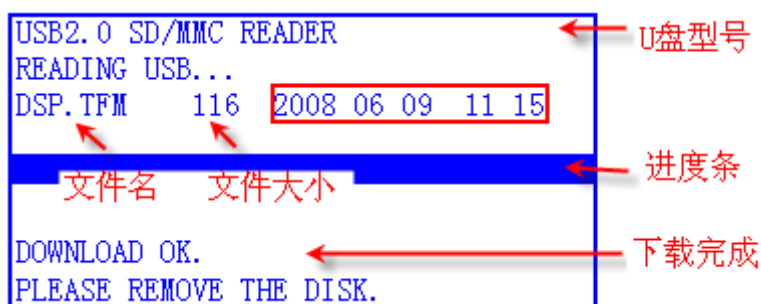 USB2.0 SD/MMC READER
U盘型号
READING USB...
DSP.TFM 116 2008 06 09 11 15
进度条
文件名 文件大小
DOWNLOAD OK.
下载完成
PLEASE REMOVE THE DISK.